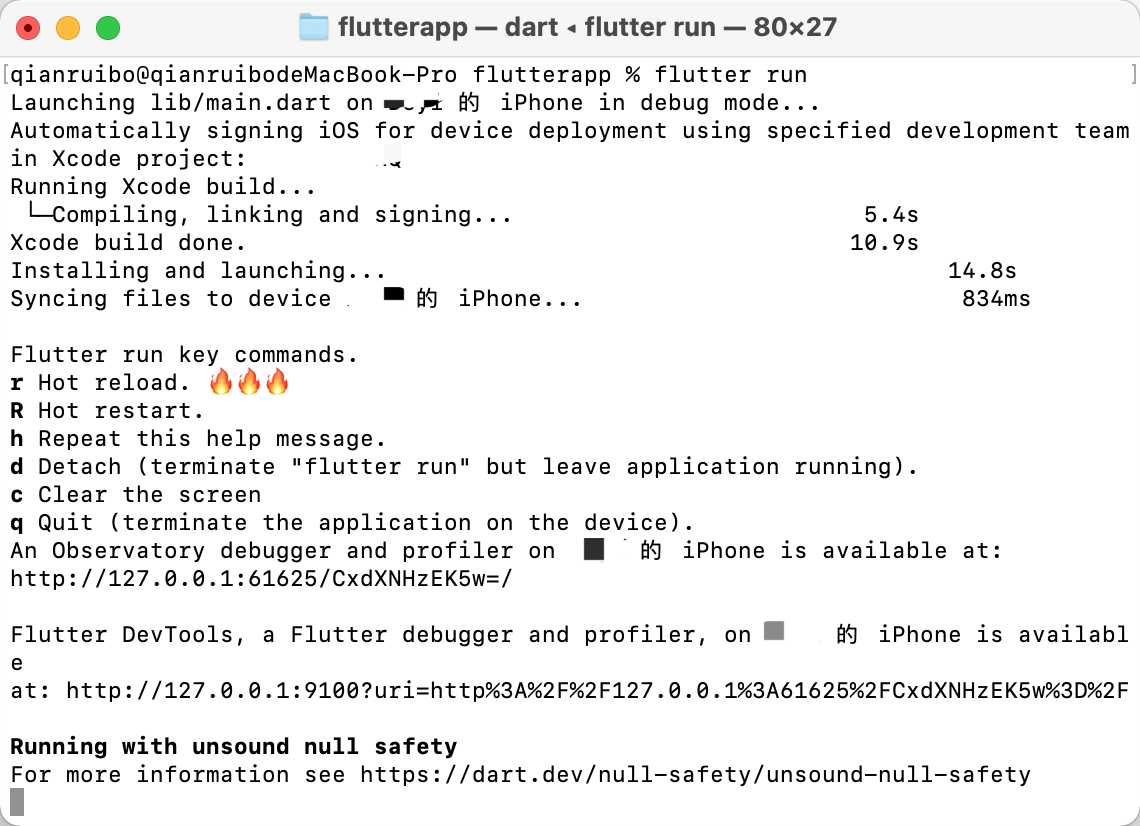 flutterapp — dart ◂ flutter run — 80×27
[qianruibo@qianruibodeMacBook-Pro flutterapp % flutter run ]
Launching lib/main.dart on 的 iPhone in debug mode...
Automatically signing iOS for device deployment using specified development team
in Xcode project:
Running Xcode build...
└─Compiling, linking and signing... 5.4s
Xcode build done. 10.9s
Installing and launching... 14.8s
Syncing files to device 的 iPhone... 834ms
Flutter run key commands.
r Hot reload. 🔥🔥🔥
R Hot restart.
h Repeat this help message.
d Detach (terminate "flutter run" but leave application running).
c Clear the screen
q Quit (terminate the application on the device).
An Observatory debugger and profiler on 的 iPhone is available at:
http://127.0.0.1:61625/CxdXNHzEK5w=/
Flutter DevTools, a Flutter debugger and profiler, on 的 iPhone is availabl
e
at: http://127.0.0.1:9100?uri=http%3A%2F%2F127.0.0.1%3A61625%2FCxdXNHzEK5w%3D%2F
Running with unsound null safety
For more information see https://dart.dev/null-safety/unsound-null-safety